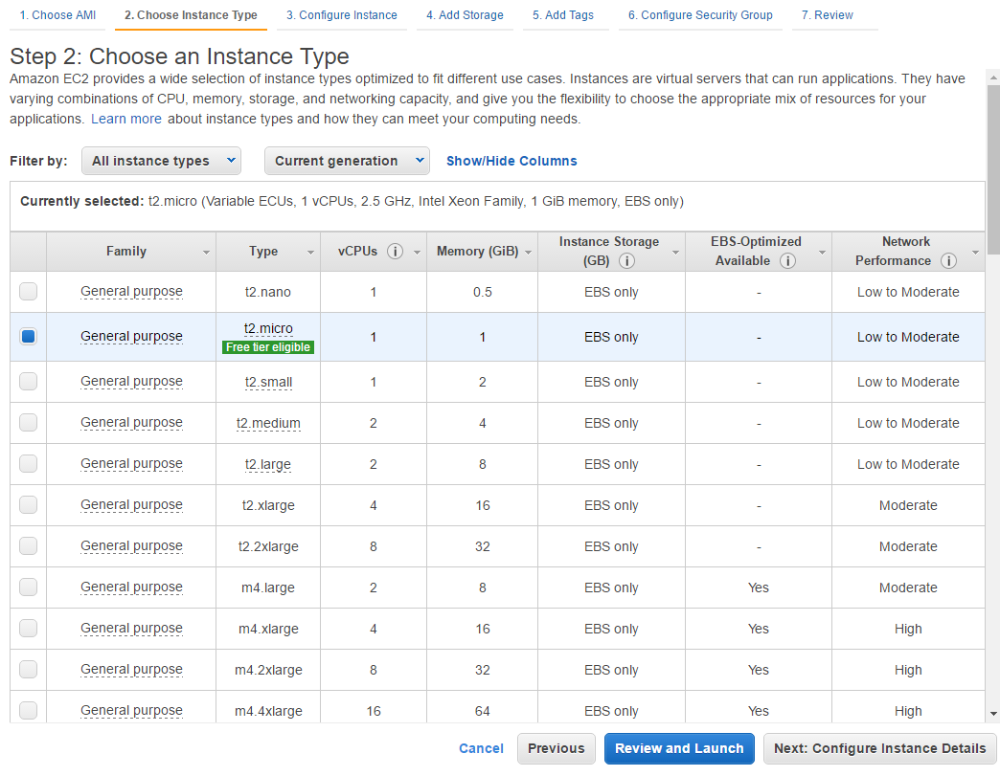 1. Choose AMI 2. Choose Instance Type 3. Configure Instance 4. Add Storage 5. Add Tags 6. Configure Security Group 7. Review
Step 2: Choose an Instance Type
Amazon EC2 provides a wide selection of instance types optimized to fit different use cases. Instances are virtual servers that can run applications. They have
varying combinations of CPU, memory, storage, and networking capacity, and give you the flexibility to choose the appropriate mix of resources for your
applications. Learn more about instance types and how they can meet your computing needs.
Filter by: All instance types Current generation Show/Hide Columns
Currently selected: t2.micro (Variable ECUs, 1 vCPUs, 2.5 GHz, Intel Xeon Family, 1 GiB memory, EBS only)
Family Type vCPUs i Memory (GiB) Instance Storage (GB) i EBS-Optimized Available i Network Performance i
General purpose t2.nano 1 0.5 EBS only - Low to Moderate
General purpose t2.micro Free tier eligible 1 1 EBS only - Low to Moderate
General purpose t2.small 1 2 EBS only - Low to Moderate
General purpose t2.medium 2 4 EBS only - Low to Moderate
General purpose t2.large 2 8 EBS only - Low to Moderate
General purpose t2.xlarge 4 16 EBS only - Moderate
General purpose t2.2xlarge 8 32 EBS only - Moderate
General purpose m4.large 2 8 EBS only Yes Moderate
General purpose m4.xlarge 4 16 EBS only Yes High
General purpose m4.2xlarge 8 32 EBS only Yes High
General purpose m4.4xlarge 16 64 EBS only Yes High
Cancel Previous Review and Launch Next: Configure Instance Details